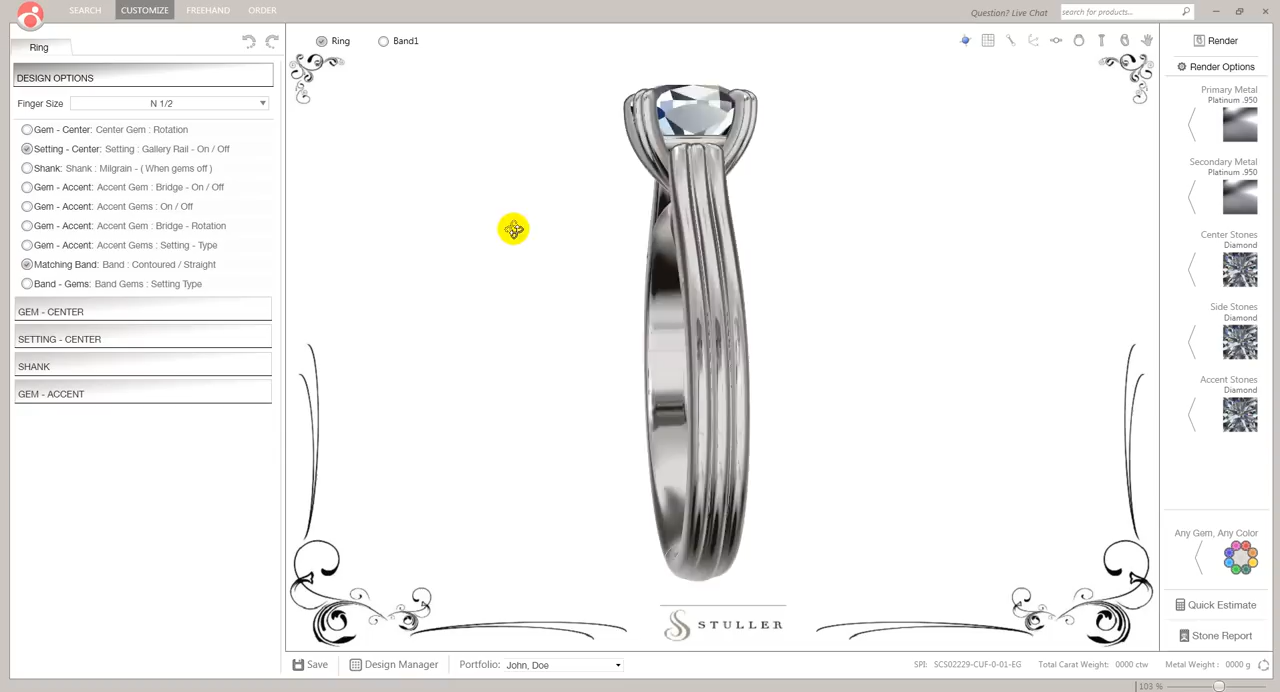 SEARCH CUSTOMIZE FREEHAND ORDER Question? Live Chat search for products...
Ring
Ring Band1
Render
DESIGN OPTIONS
Render Options
Finger Size N 1/2
Primary Metal
Platinum .950
Gem - Center: Center Gem : Rotation
Setting - Center: Setting : Gallery Rail - On / Off
Shank: Shank : Milgrain - ( When gems off )
Gem - Accent: Accent Gem : Bridge - On / Off
Gem - Accent: Accent Gems : On / Off
Gem - Accent: Accent Gem : Bridge - Rotation
Gem - Accent: Accent Gems : Setting - Type
Matching Band: Band : Contoured / Straight
Band - Gems: Band Gems : Setting Type
Secondary Metal
Platinum .950
Center Stones
Diamond
GEM - CENTER
SETTING - CENTER
SHANK
GEM - ACCENT
Side Stones
Diamond
Accent Stones
Diamond
Any Gem, Any Color
Quick Estimate
STULLER
Stone Report
Save Design Manager Portfolio: John, Doe SPI: SCS02229-CUF-0-01-EG Total Carat Weight: 0000 ctw Metal Weight : 0000 g
103 %